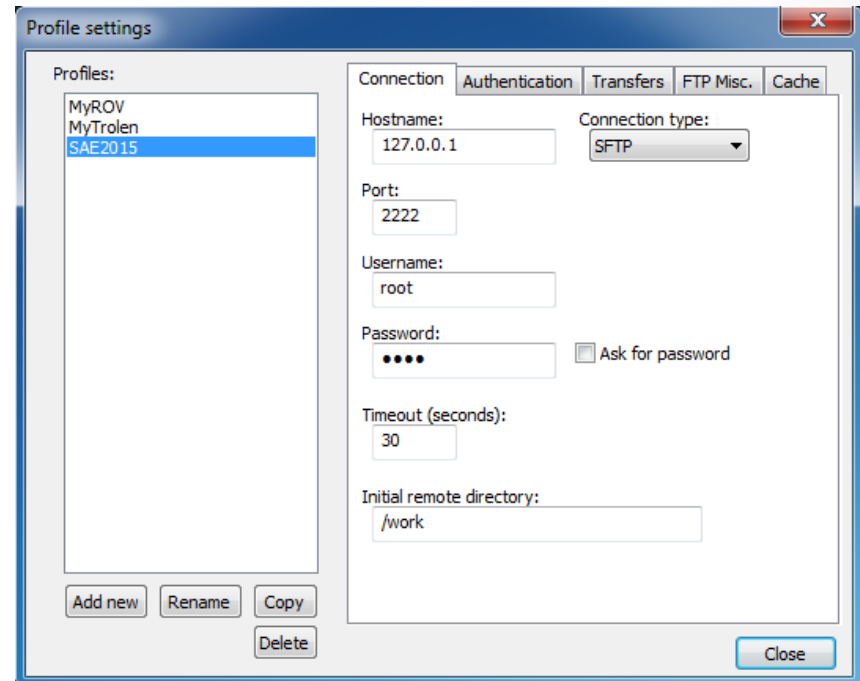 Profile settings
Profiles:
MyROV
MyTrolen
SAE2015
Add new Rename Copy
Delete
Connection Authentication Transfers FTP Misc. Cache
Hostname: Connection type:
127.0.0.1 SFTP
Port:
2222
Username:
root
Password:
●●●● Ask for password
Timeout (seconds):
30
Initial remote directory:
/work
Close